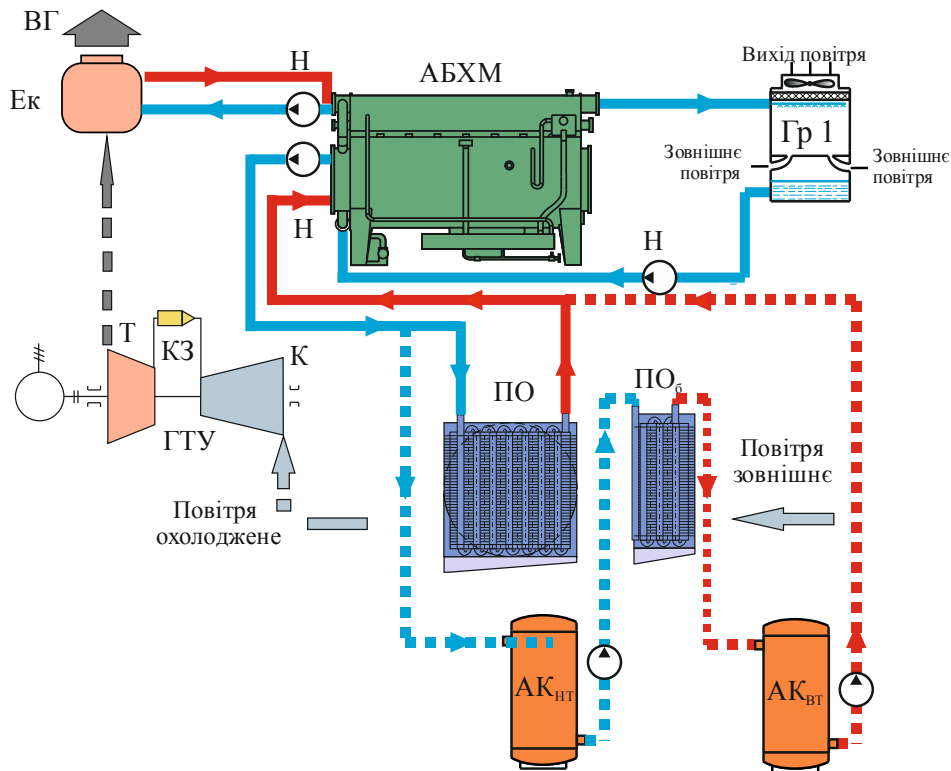 ВГ
Н
АБХМ
Вихід повітря
Ек
Гр 1
Зовнішнє
повітря
Зовнішнє
повітря
Н
Н
Т
КЗ
К
ПО
ПОб
ГТУ
Повітря
зовнішнє
Повітря
охолоджене
АКНТ
АКВТ